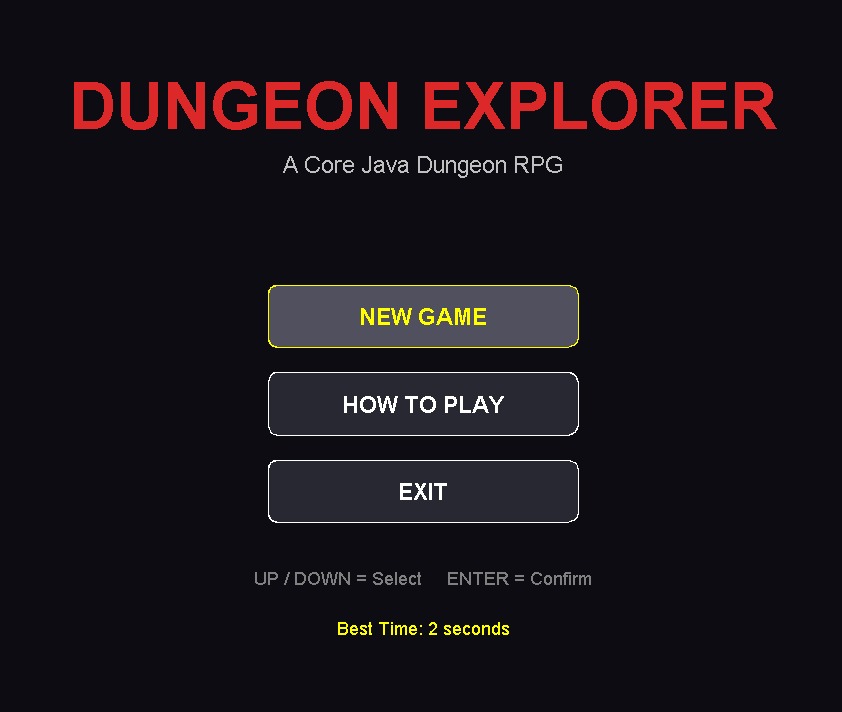 DUNGEON EXPLORER
A Core Java Dungeon RPG
NEW GAME
HOW TO PLAY
EXIT
UP / DOWN = Select ENTER = Confirm
Best Time: 2 seconds